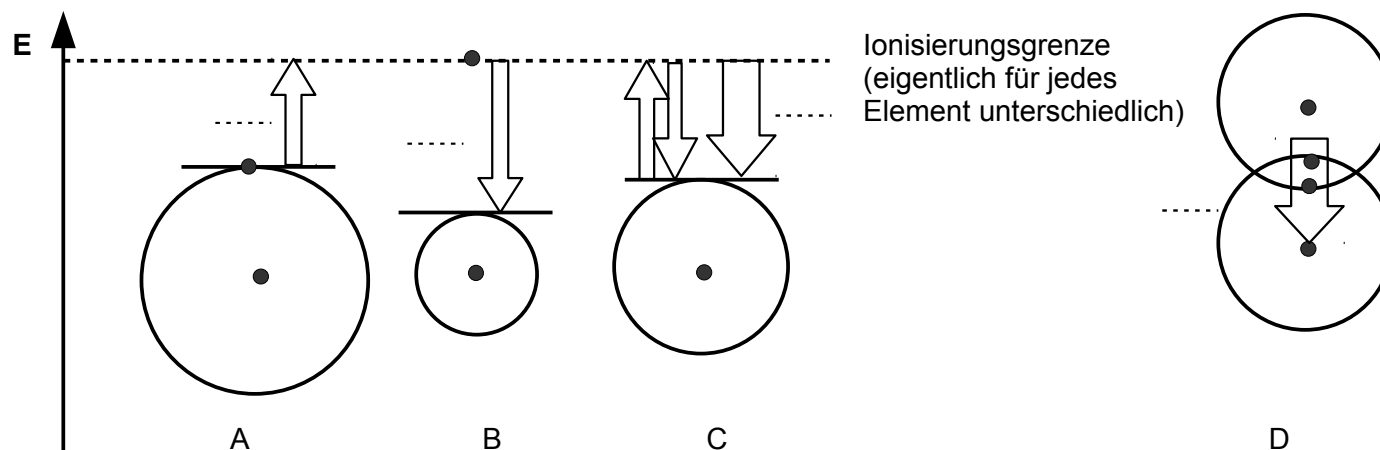 E
Ionisierungsgrenze
(eigentlich für jedes
Element unterschiedlich)
A
B
C
D